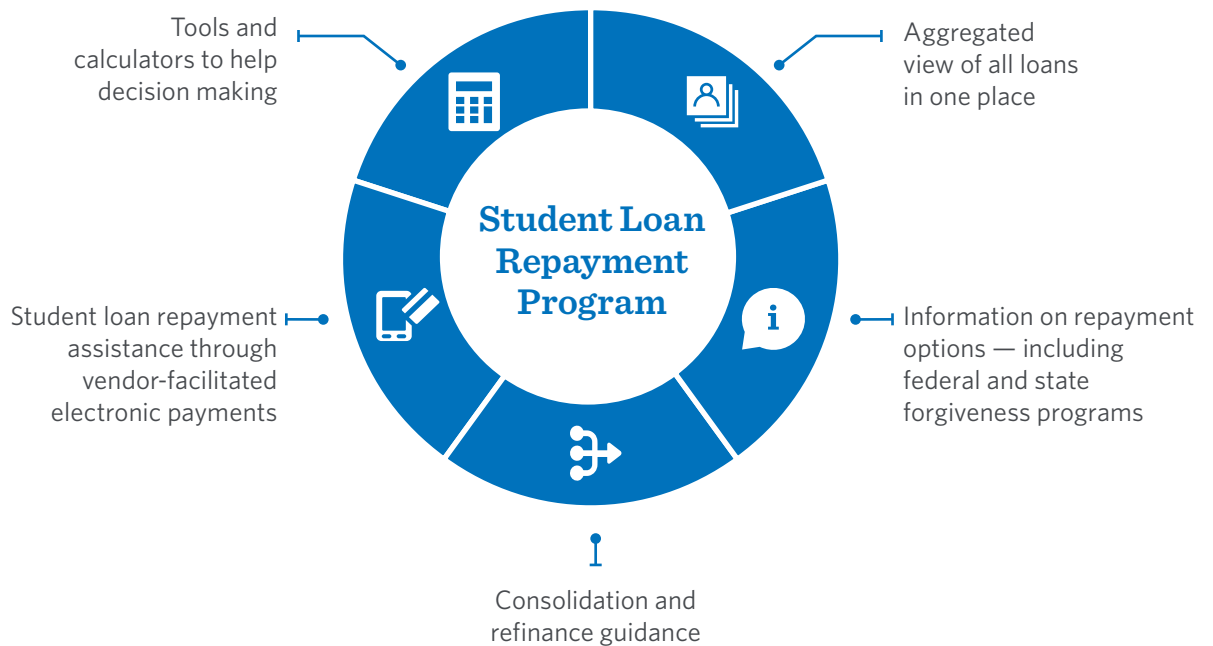 Tools and
calculators to help
decision making
Aggregated
view of all loans
in one place
Student Loan
Repayment
Program
Student loan repayment
assistance through
vendor-facilitated
electronic payments
i
Information on repayment
options — including
federal and state
forgiveness programs
Consolidation and
refinance guidance